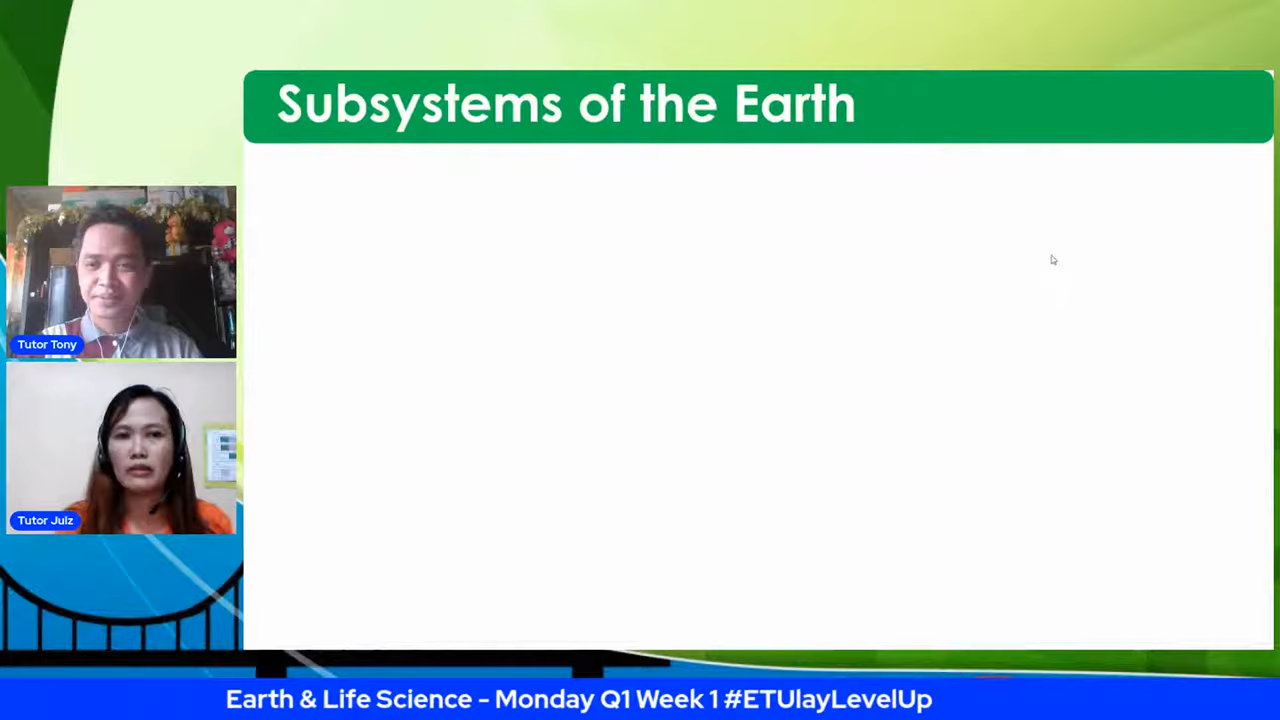 Subsystems of the Earth
Tutor Tony
Tutor Julz
Earth & Life Science - Monday Q1 Week 1 #ETUlayLevelUp